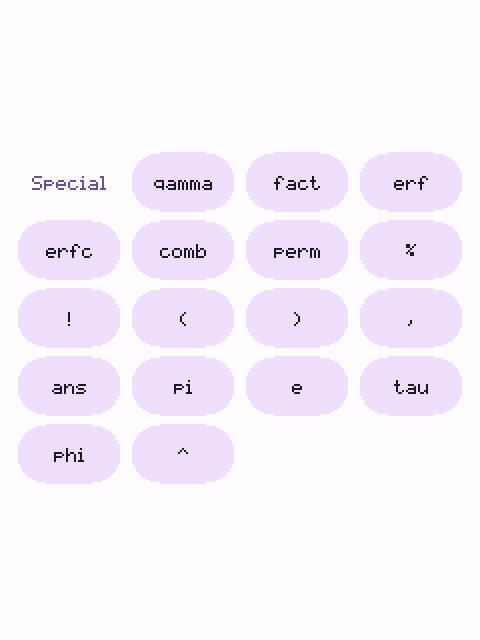 Special gamma fact erf
erfc comb perm %
! ( ) ,
ans pi e tau
phi ^